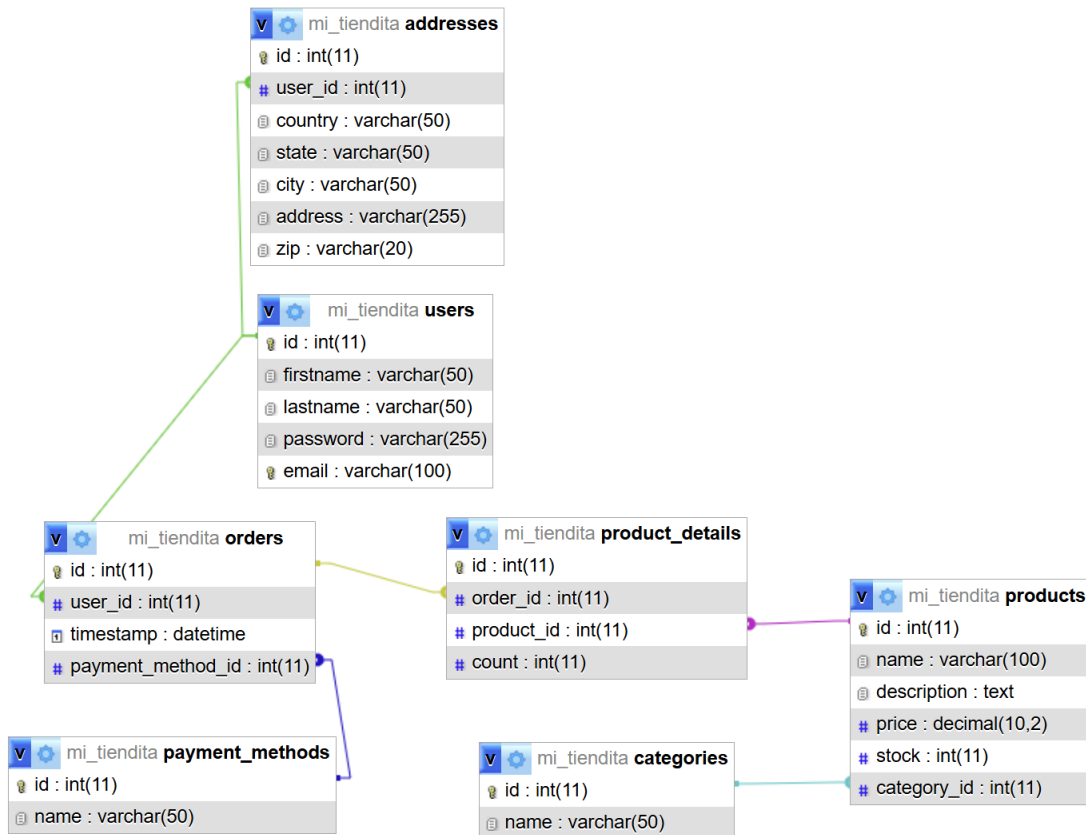 V mi_tiendita addresses
id : int(11)
# user_id : int(11)
country : varchar(50)
state : varchar(50)
city : varchar(50)
address : varchar(255)
zip : varchar(20)
V mi_tiendita users
id : int(11)
firstname : varchar(50)
lastname : varchar(50)
password : varchar(255)
email : varchar(100)
V mi_tiendita orders
id : int(11)
# user_id : int(11)
timestamp : datetime
# payment_method_id : int(11)
V mi_tiendita product_details
id : int(11)
# order_id : int(11)
# product_id : int(11)
# count : int(11)
V mi_tiendita products
id : int(11)
name : varchar(100)
description : text
# price : decimal(10,2)
# stock : int(11)
# category_id : int(11)
V mi_tiendita payment_methods
id : int(11)
name : varchar(50)
V mi_tiendita categories
id : int(11)
name : varchar(50)